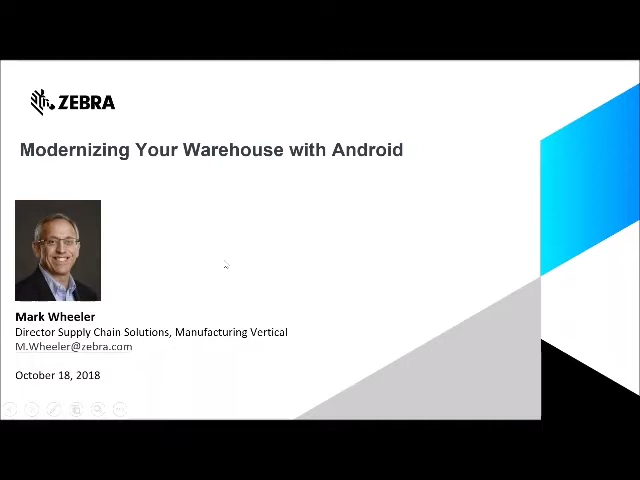 ZEBRA
Modernizing Your Warehouse with Android
Mark Wheeler
Director Supply Chain Solutions, Manufacturing Vertical
M.Wheeler@zebra.com
October 18, 2018